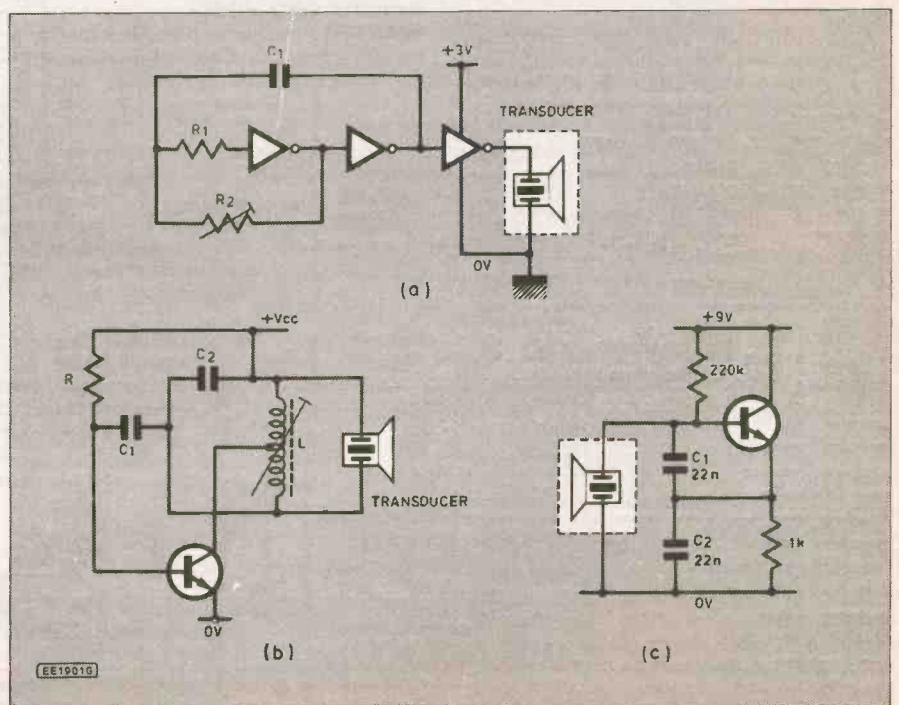 C1
+3V
TRANSDUCER
R1
R2
0V
(a)
+Vcc
C2
R
C1
L
TRANSDUCER
0V
(b)
+9V
220k
C1
22n
C2
22n
1k
0V
(c)
EE1901G